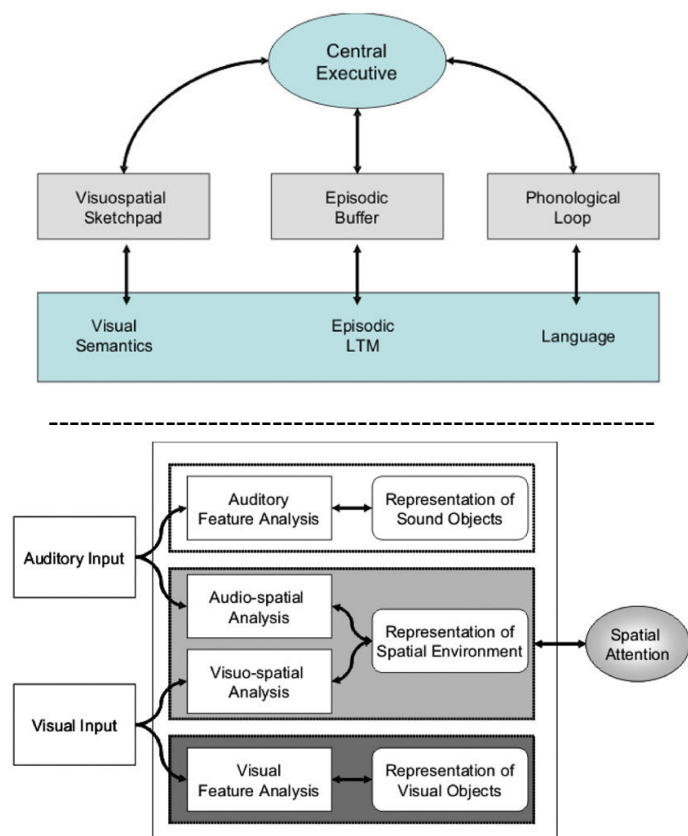 Central
Executive
Visuospatial
Sketchpad
Episodic
Buffer
Phonological
Loop
Visual
Semantics
Episodic
LTM
Language
Auditory Input
Auditory
Feature Analysis
Representation of
Sound Objects
Audio-spatial
Analysis
Representation of
Spatial Environment
Spatial
Attention
Visuo-spatial
Analysis
Visual Input
Visual
Feature Analysis
Representation of
Visual Objects